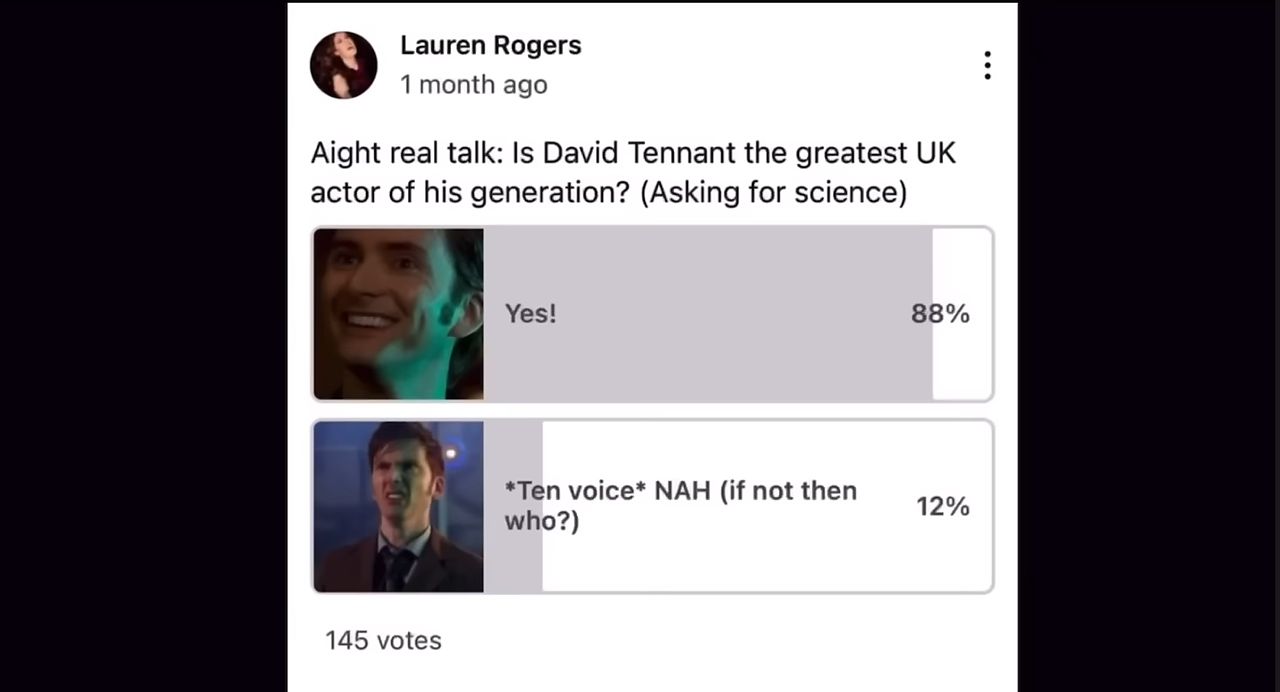 Lauren Rogers
1 month ago
Aight real talk: Is David Tennant the greatest UK
actor of his generation? (Asking for science)
Yes!
88%
*Ten voice* NAH (if not then
who?)
12%
145 votes